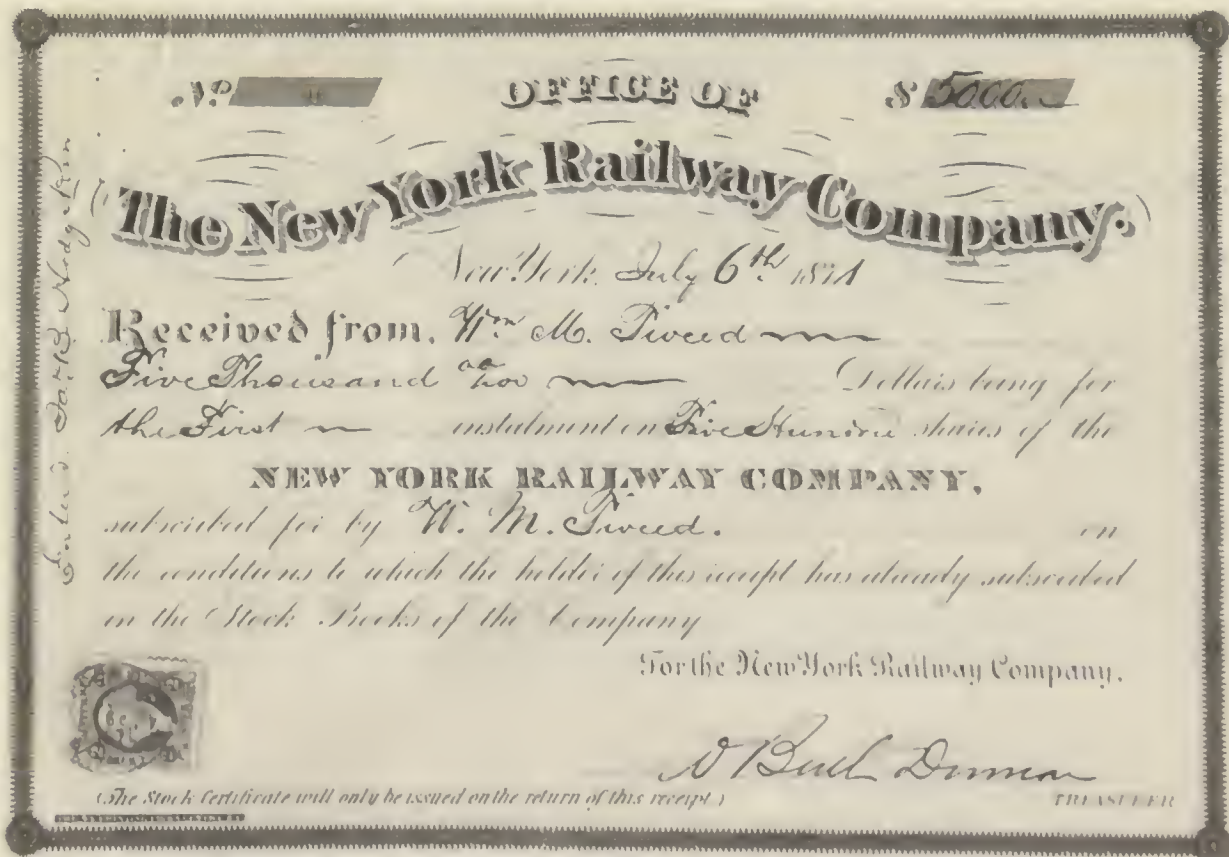 No OFFICE OF $ 5000.
The New York Railway Company.
New York, July 6th 1871
Received from, Wm M. Tweed
Five Thousand 00/100 Dollars being for
the First instalment on Five Hundred shares of the
NEW YORK RAILWAY COMPANY,
subscribed for by W. M. Tweed. on
the conditions to which the holder of this receipt has already subscribed
in the Stock Books of the Company
For the New York Railway Company.
TREASURER
(The Stock Certificate will only be issued on the return of this receipt.)